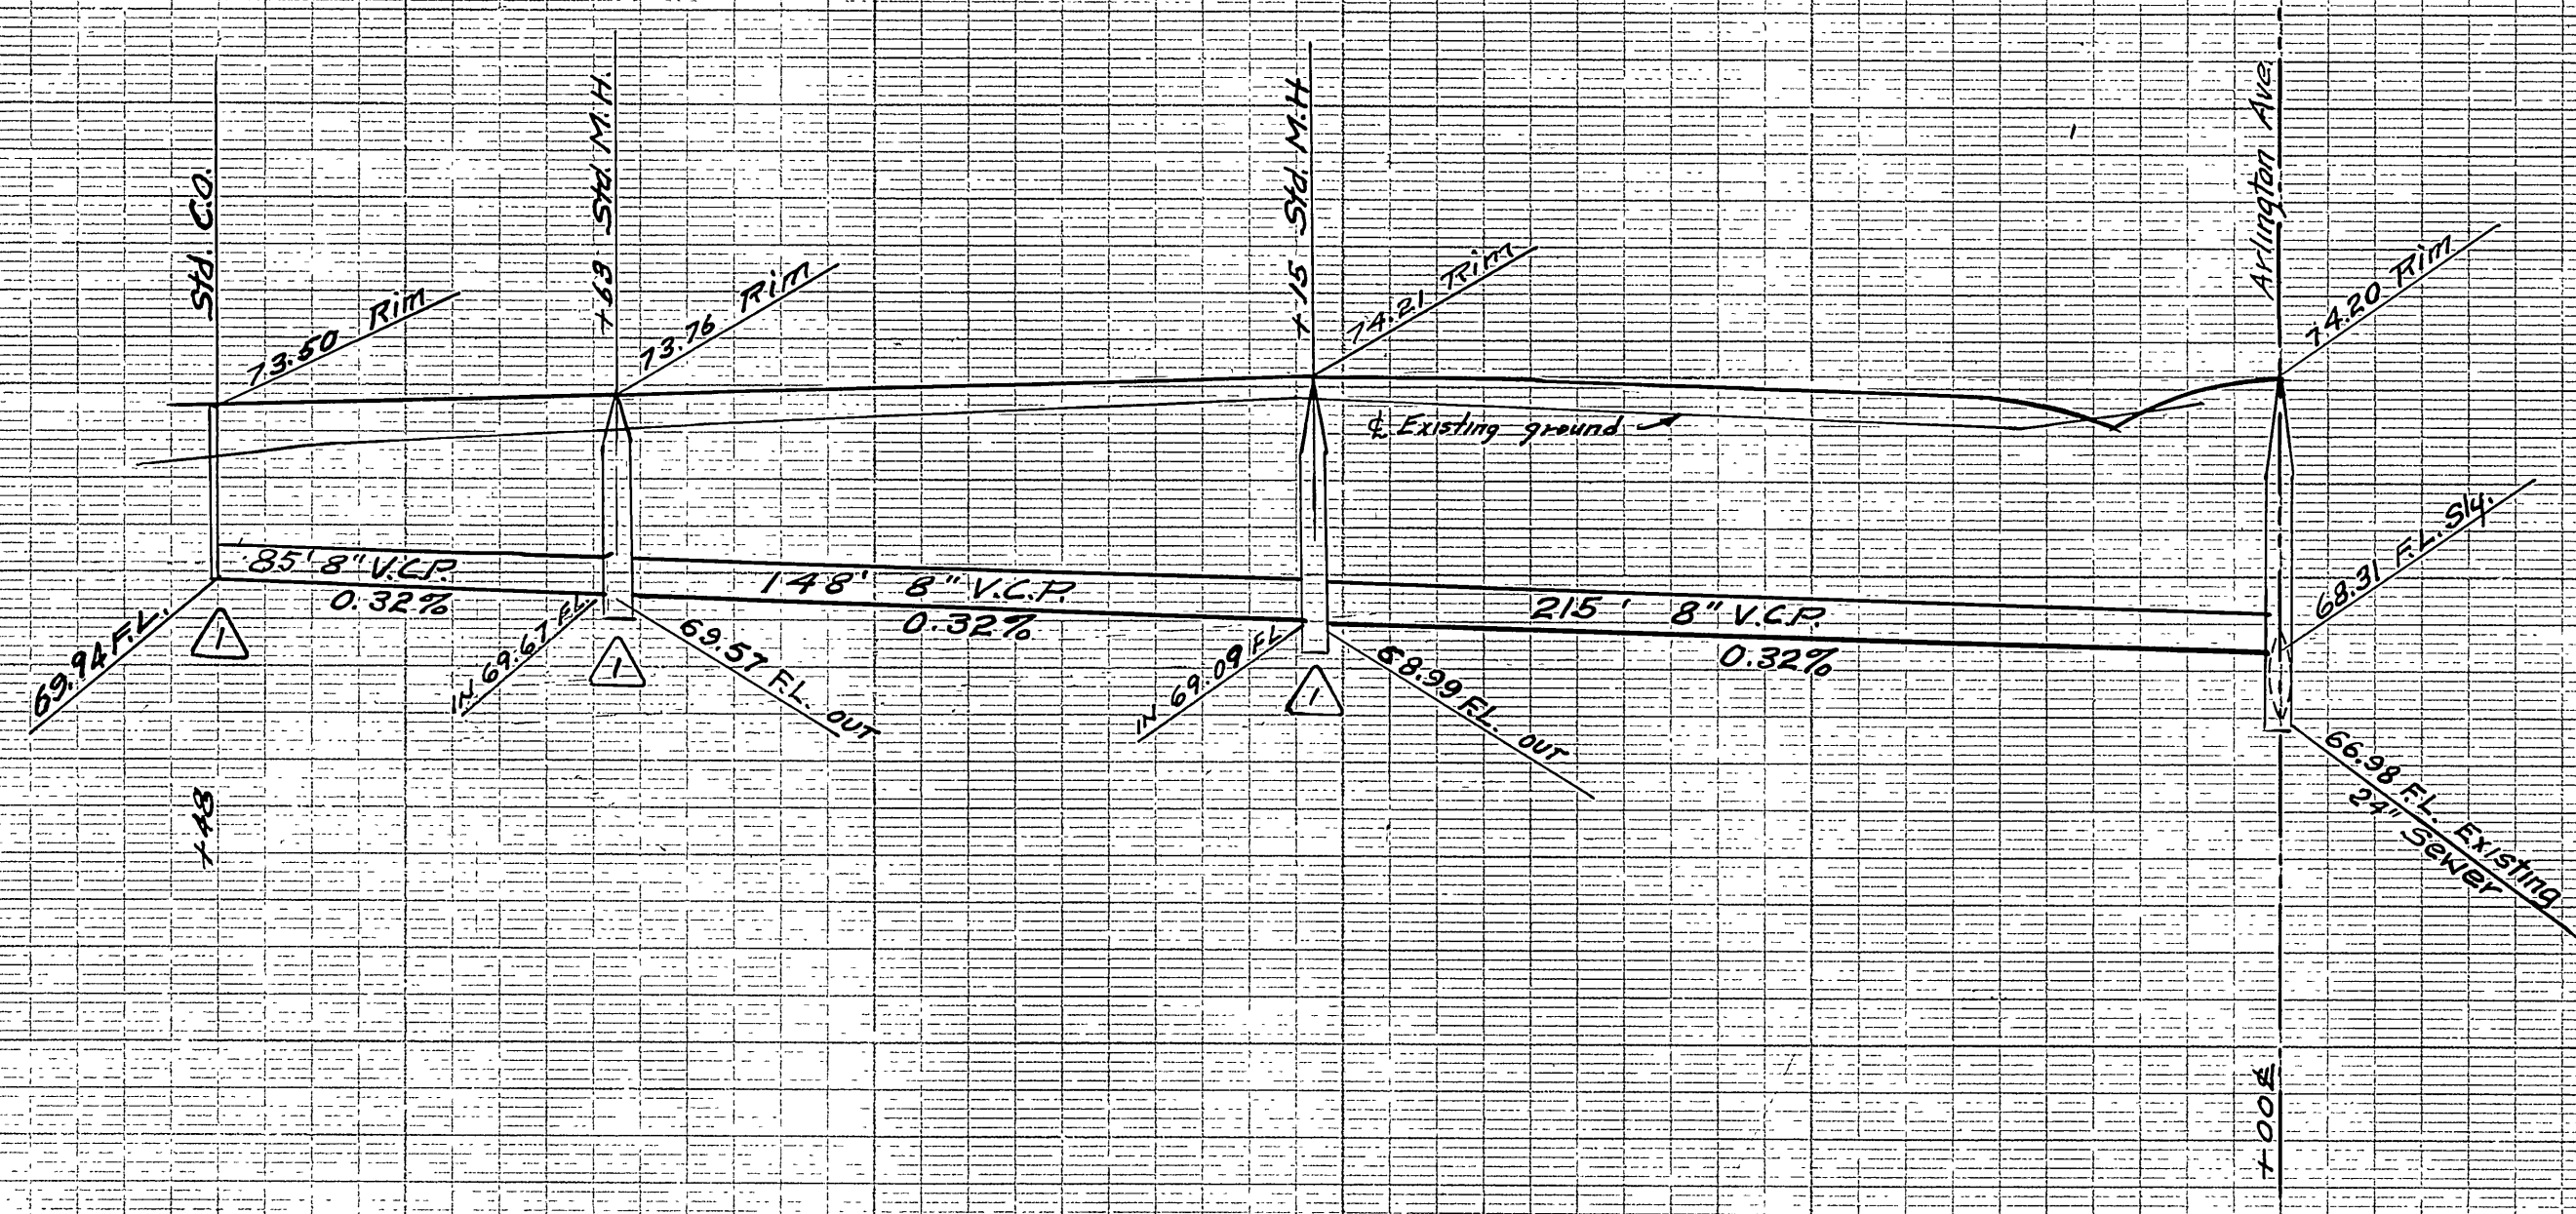 Std. C.O.
73.50 Rim
85' 8" V.C.P.
0.32%
69.94 F.L.
1
+48
+63 Std. M.H.
73.76 Rim
IN 69.67 F.L.
1
69.57 F.L. OUT
148' 8" V.C.P.
0.32%
+15 Std. M.H
74.21 Rim
℄ Existing ground
IN 69.09 F.L
1
68.99 F.L. OUT
215' 8" V.C.P.
0.32%
Arlington Ave.
74.20 Rim
68.31 F.L. Sly.
66.98 F.L. Existing
24" Sewer
+00 ℄